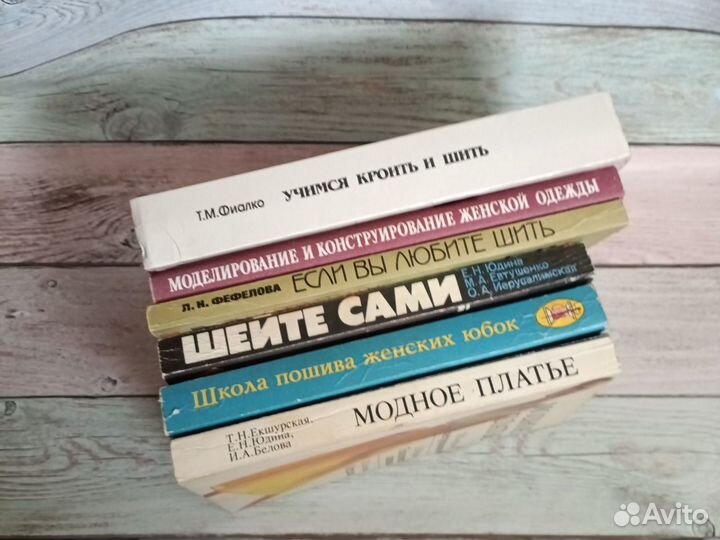 Т.М.Фиалко УЧИМСЯ КРОИТЬ И ШИТЬ
МОДЕЛИРОВАНИЕ И КОНСТРУИРОВАНИЕ ЖЕНСКОЙ ОДЕЖДЫ
Л. Н. ФЕФЕЛОВА ЕСЛИ ВЫ ЛЮБИТЕ ШИТЬ
ШЕЙТЕ САМИ
Е. Н. Юдина
М. А. Евтушенко
О. А. Иерусалимская
Школа пошива женских юбок
Т.Н.Екшурская,
Е.Н.Юдина,
И.А.Белова
МОДНОЕ ПЛАТЬЕ
Avito